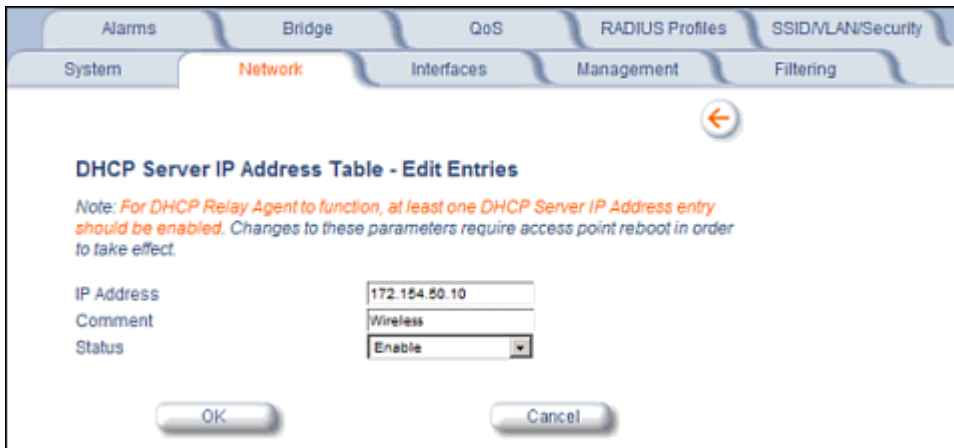 Alarms Bridge QoS RADIUS Profiles SSID/VLAN/Security
System Network Interfaces Management Filtering
DHCP Server IP Address Table - Edit Entries
Note: For DHCP Relay Agent to function, at least one DHCP Server IP Address entry
should be enabled. Changes to these parameters require access point reboot in order
to take effect.
IP Address 172.154.50.10
Comment Wireless
Status Enable
OK Cancel